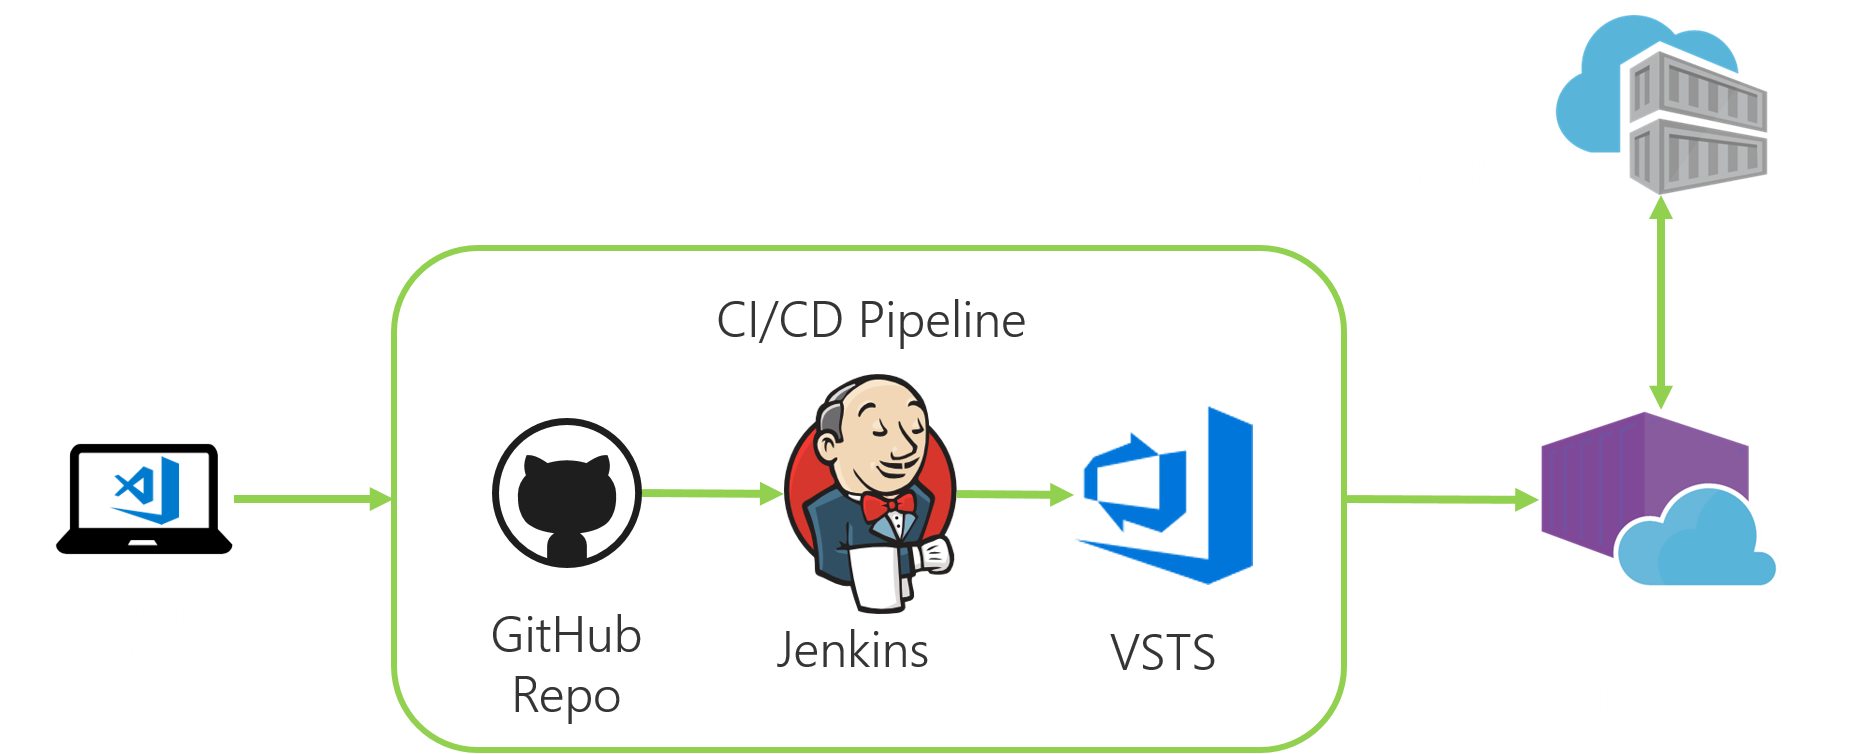 CI/CD Pipeline
GitHub
Repo
Jenkins
VSTS